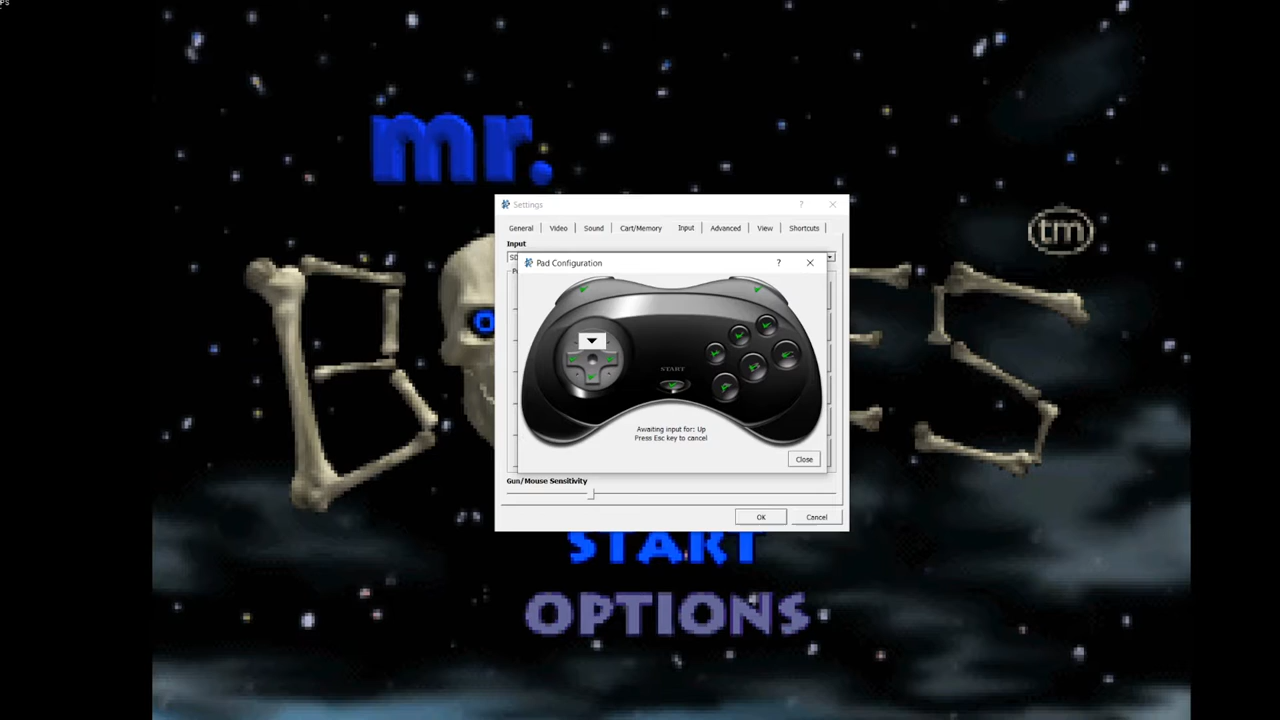 PS
mr.
tm
Settings
General Video Sound Cart/Memory Input Advanced View Shortcuts
Input
Pad Configuration
START
Awaiting input for: Up
Press Esc key to cancel
Close
Gun/Mouse Sensitivity
OK Cancel
START
OPTIONS